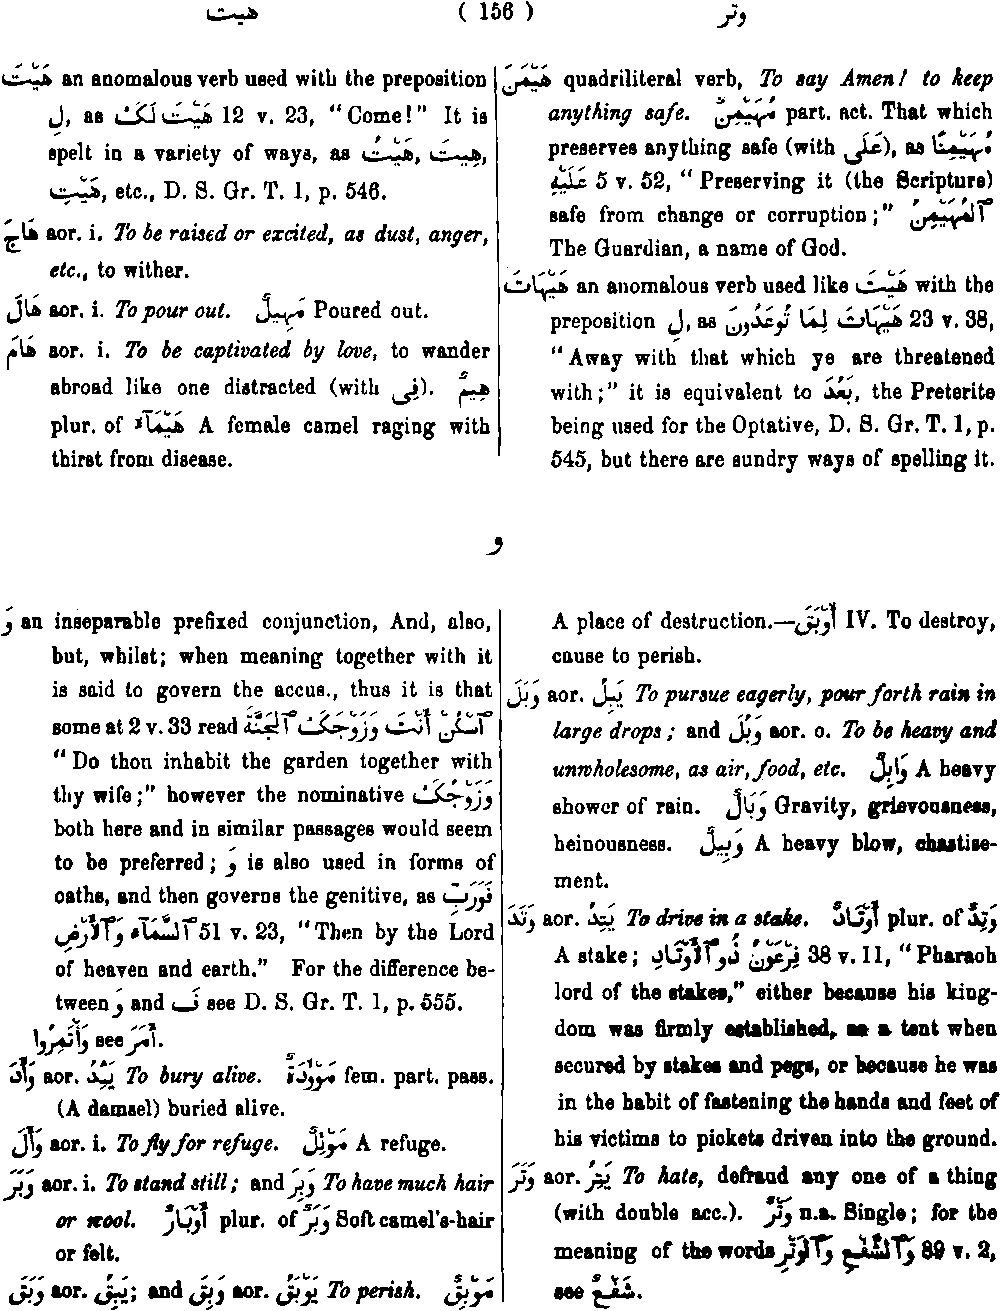 هيت ( 156 ) وتر
هَيْتَ an anomalous verb used with the preposition
لِ, as هَيْتَ لَكَ 12 v. 23, “Come!” It is
spelt in a variety of ways, as هَيْتُ, هِيتَ,
هَيْتِ, etc., D. S. Gr. T. 1, p. 546.
هَاجَ aor. i. To be raised or excited, as dust, anger,
etc., to wither.
هَالَ aor. i. To pour out. مَهِيلٌ Poured out.
هَامَ aor. i. To be captivated by love, to wander
abroad like one distracted (with فِى). هِيمٌ
plur. of هَيْمَآءُ A female camel raging with
thirst from disease.
هَيْمَنَ quadriliteral verb, To say Amen! to keep
anything safe. مُهَيْمِنٌ part. act. That which
preserves anything safe (with عَلَى), as مُهَيْمِنًا
عَلَيْهِ 5 v. 52, “Preserving it (the Scripture)
safe from change or corruption;” ٱلْمُهَيْمِنُ
The Guardian, a name of God.
هَيْهَاتَ an anomalous verb used like هَيْتَ with the
preposition لِ, as هَيْهَاتَ لِمَا تُوعَدُونَ 23 v. 38,
“Away with that which ye are threatened
with;” it is equivalent to بَعُدَ, the Preterite
being used for the Optative, D. S. Gr. T. 1, p.
545, but there are sundry ways of spelling it.
و
وَ an inseparable prefixed conjunction, And, also,
but, whilst; when meaning together with it
is said to govern the accus., thus it is that
some at 2 v. 33 read ٱسْكُنْ أَنْتَ وَزَوْجَكَ ٱلْجَنَّةَ
“Do thou inhabit the garden together with
thy wife;” however the nominative وَزَوْجُكَ
both here and in similar passages would seem
to be preferred; وَ is also used in forms of
oaths, and then governs the genitive, as فَوَرَبِّ
ٱلسَّمَآءِ وَٱلْأَرْضِ 51 v. 23, “Then by the Lord
of heaven and earth.” For the difference be-
tween وَ and فَ see D. S. Gr. T. 1, p. 555.
وَأْتَمِرُوا see أَمَرَ.
وَأَدَ aor. يَئِدُ To bury alive. مَوْؤُدَةٌ fem. part. pass.
(A damsel) buried alive.
وَأَلَ aor. i. To fly for refuge. مَوْئِلٌ A refuge.
وَبَرَ aor. i. To stand still; and وَبِرَ To have much hair
or wool. أَوْبَارٌ plur. of وَبَرٌ Soft camel's-hair
or felt.
وَبَقَ aor. يَبِقُ; and وَبِقَ aor. يَوْبَقُ To perish. مَوْبِقٌ
A place of destruction.—أَوْبَقَ IV. To destroy,
cause to perish.
وَبَلَ aor. يَبِلُ To pursue eagerly, pour forth rain in
large drops; and وَبُلَ aor. o. To be heavy and
unwholesome, as air, food, etc. وَابِلٌ A heavy
shower of rain. وَبَالٌ Gravity, grievousness,
heinousness. وَبِيلٌ A heavy blow, chastise-
ment.
وَتَدَ aor. يَتِدُ To drive in a stake. أَوْتَادٌ plur. of وَتِدٌ
A stake; فِرْعَوْنُ ذُو ٱلْأَوْتَادِ 38 v. 11, “Pharaoh
lord of the stakes,” either because his king-
dom was firmly established, as a tent when
secured by stakes and pegs, or because he was
in the habit of fastening the hands and feet of
his victims to pickets driven into the ground.
وَتَرَ aor. يَتِرُ To hate, defraud any one of a thing
(with double acc.). وَتْرٌ n.a. Single; for the
meaning of the words وَٱلشَّفْعِ وَٱلْوَتْرِ 89 v. 2,
see شَفْعٌ.